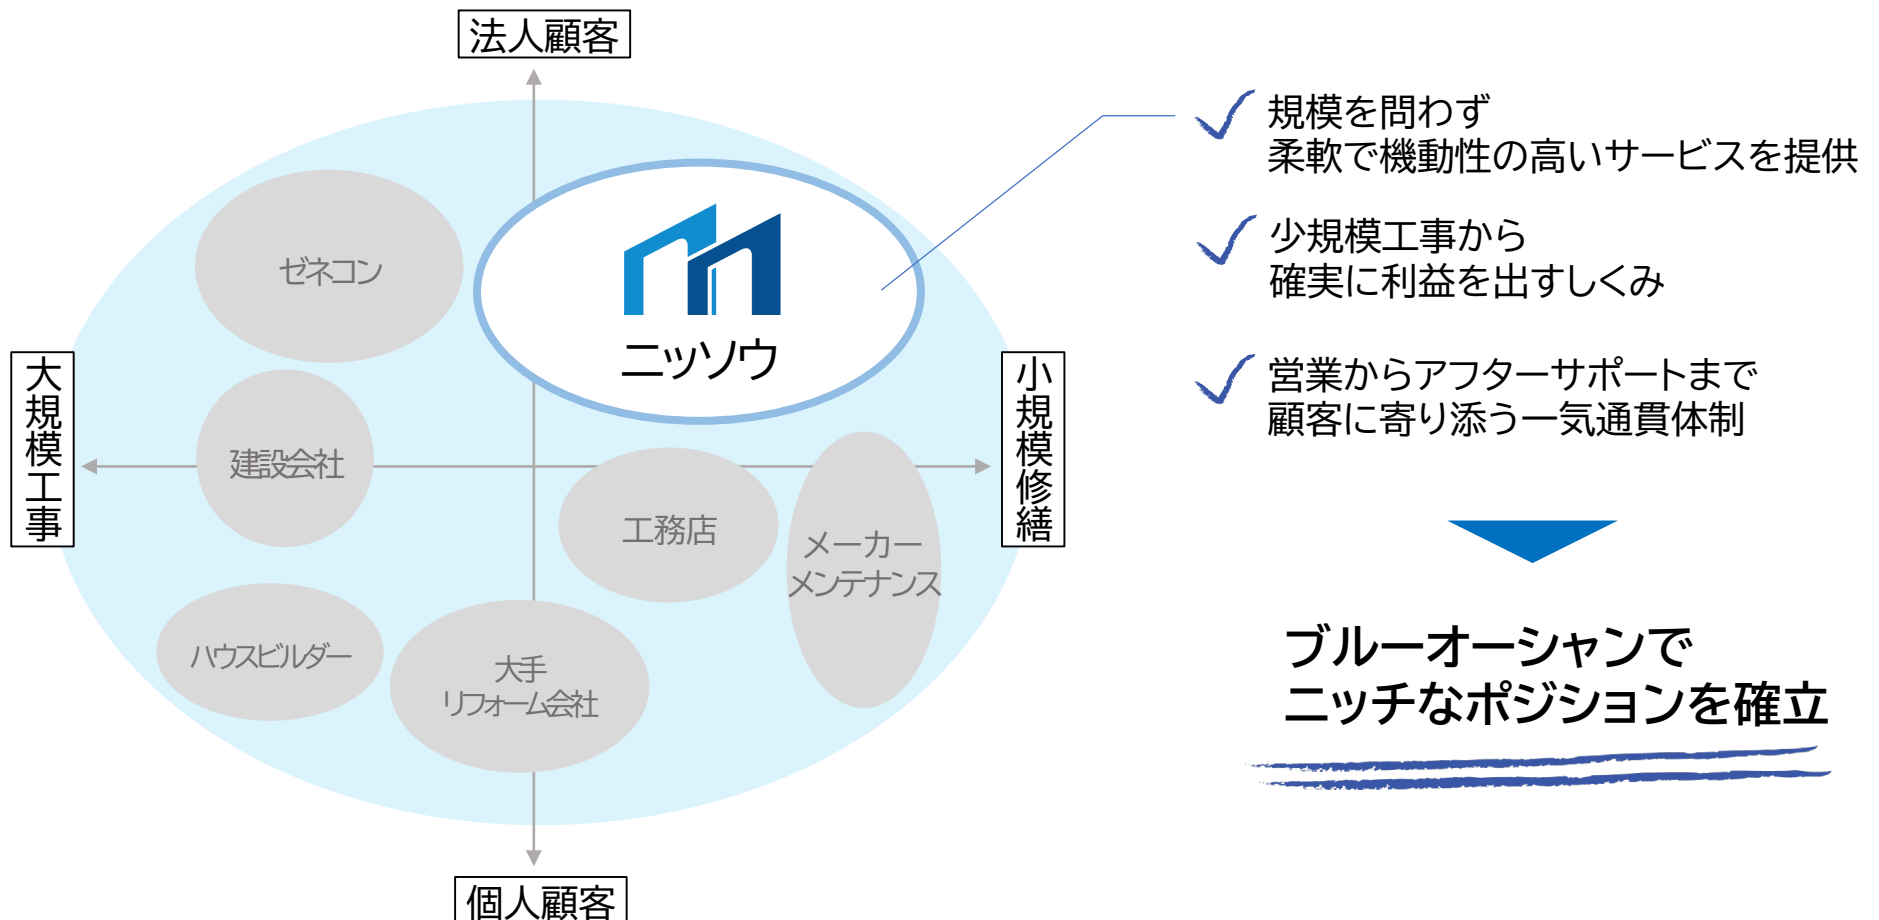 法人顧客
ゼネコン
ニッソウ
大規模工事
建設会社
小規模修繕
工務店
メーカー
メンテナンス
ハウスビルダー
大手
リフォーム会社
個人顧客
規模を問わず
柔軟で機動性の高いサービスを提供
少規模工事から
確実に利益を出すしくみ
営業からアフターサポートまで
顧客に寄り添う一気通貫体制
ブルーオーシャンで
ニッチなポジションを確立